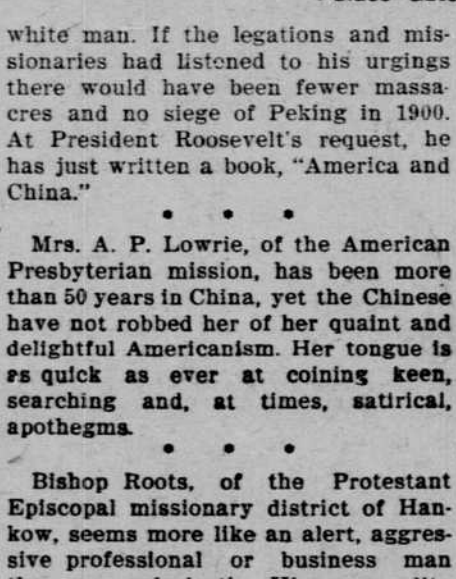 white man. If the legations and mis-
sionaries had listened to his urgings
there would have been fewer massa-
cres and no siege of Peking in 1900.
At President Roosevelt's request, he
has just written a book, "America and
China."
• • •
Mrs. A. P. Lowrie, of the American
Presbyterian mission, has been more
than 50 years in China, yet the Chinese
have not robbed her of her quaint and
delightful Americanism. Her tongue is
as quick as ever at coining keen,
searching and, at times, satirical,
apothegms.
• • •
Bishop Roots, of the Protestant
Episcopal missionary district of Han-
kow, seems more like an alert, aggres-
sive professional or business man